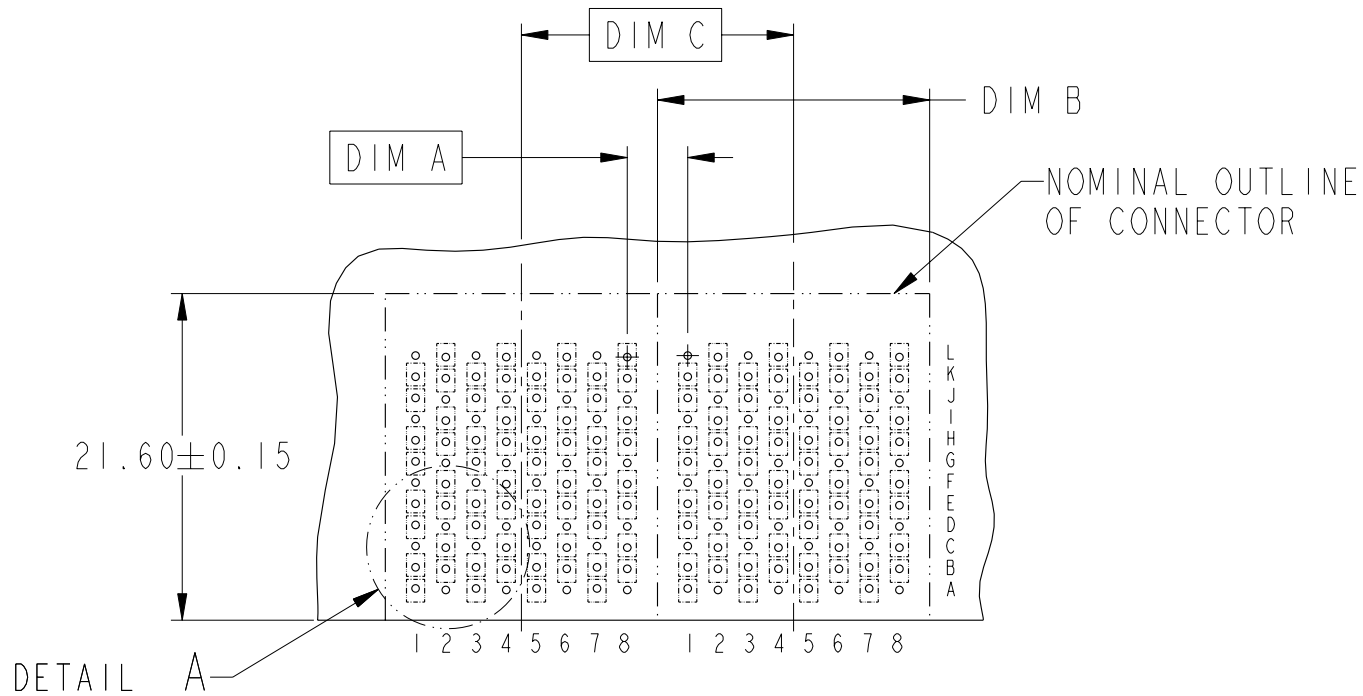 DIM C
DIM B
DIM A
NOMINAL OUTLINE
OF CONNECTOR
21.60±0.15
L
K
J
I
H
G
F
E
D
C
B
A
1 2 3 4 5 6 7 8 1 2 3 4 5 6 7 8
DETAIL A